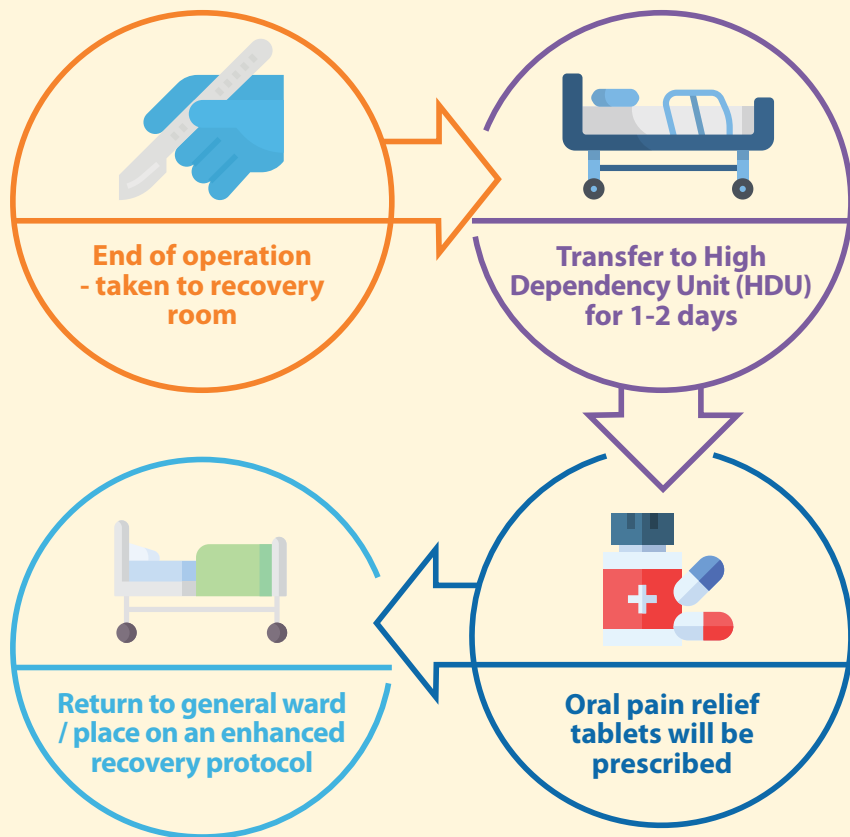 End of operation
- taken to recovery
room
Transfer to High
Dependency Unit (HDU)
for 1-2 days
Oral pain relief
tablets will be
prescribed
Return to general ward
/ place on an enhanced
recovery protocol